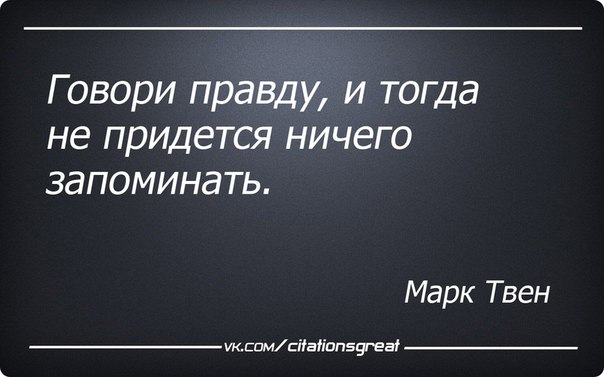 Говори правду, и тогда
не придется ничего
запоминать.
Марк Твен
vk.com/citationsgreat